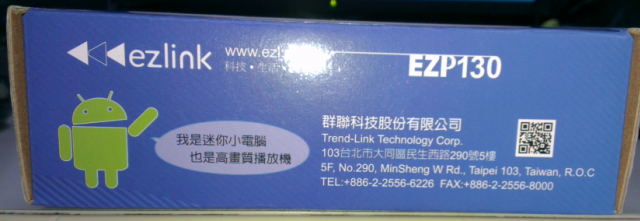 ezlink
www.ezl
科技・生活
EZP130
我是迷你小電腦
也是高畫質播放機
群聯科技股份有限公司
Trend-Link Technology Corp.
103台北市大同區民生西路290號5樓
5F, No.290, MinSheng W Rd., Taipei 103, Taiwan, R.O.C
TEL:+886-2-2556-6226 FAX:+886-2-2556-8000